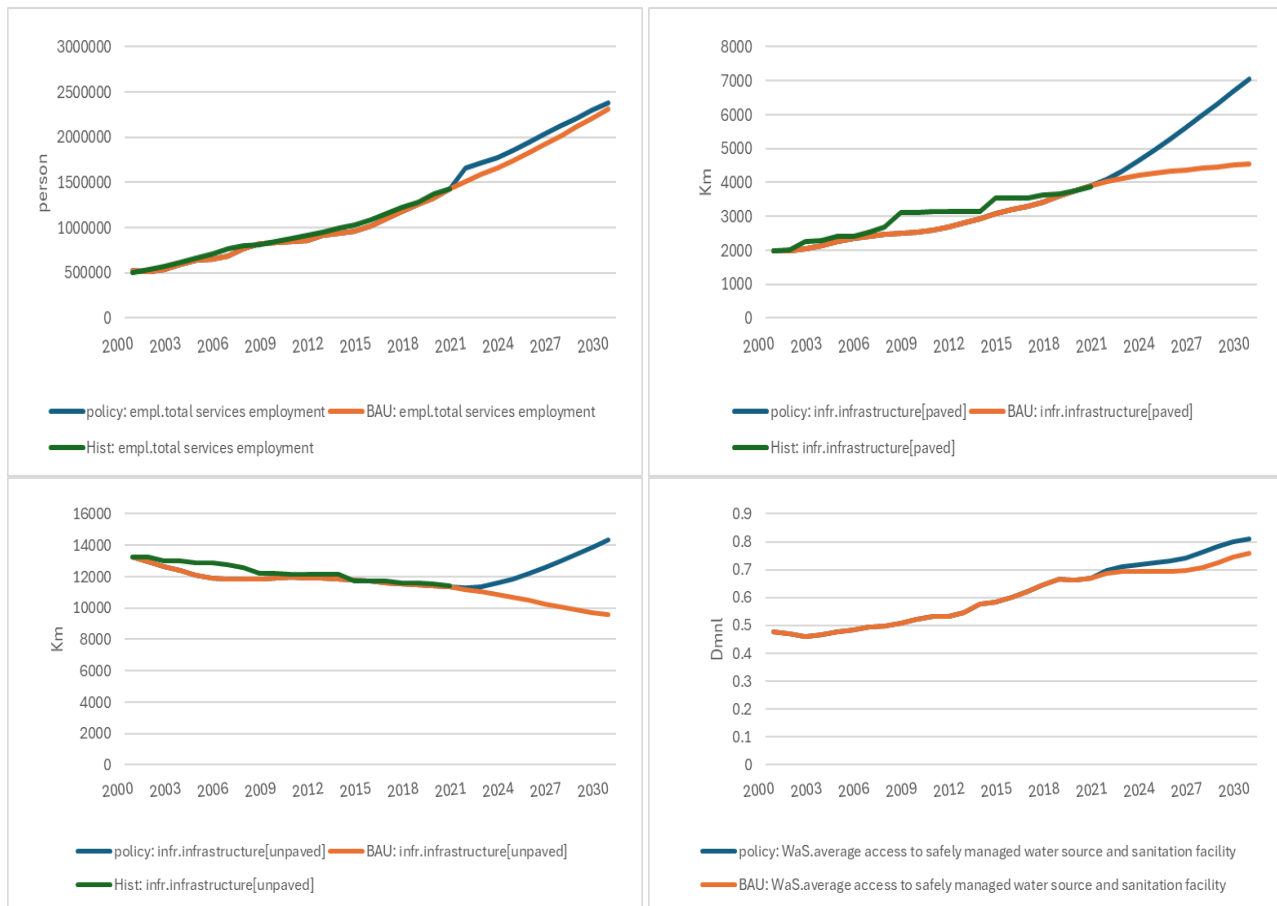 3000000
2500000
2000000
1500000
1000000
500000
0
person
2000 2003 2006 2009 2012 2015 2018 2021 2024 2027 2030
policy: empl.total services employment BAU: empl.total services employment
Hist: empl.total services employment
8000
7000
6000
5000
4000
3000
2000
1000
0
Km
2000 2003 2006 2009 2012 2015 2018 2021 2024 2027 2030
policy: infr.infrastructure[paved] BAU: infr.infrastructure[paved]
Hist: infr.infrastructure[paved]
16000
14000
12000
10000
8000
6000
4000
2000
0
Km
2000 2003 2006 2009 2012 2015 2018 2021 2024 2027 2030
policy: infr.infrastructure[unpaved] BAU: infr.infrastructure[unpaved]
Hist: infr.infrastructure[unpaved]
0.9
0.8
0.7
0.6
0.5
0.4
0.3
0.2
0.1
0
Dmnl
2000 2003 2006 2009 2012 2015 2018 2021 2024 2027 2030
policy: WaS.average access to safely managed water source and sanitation facility
BAU: WaS.average access to safely managed water source and sanitation facility